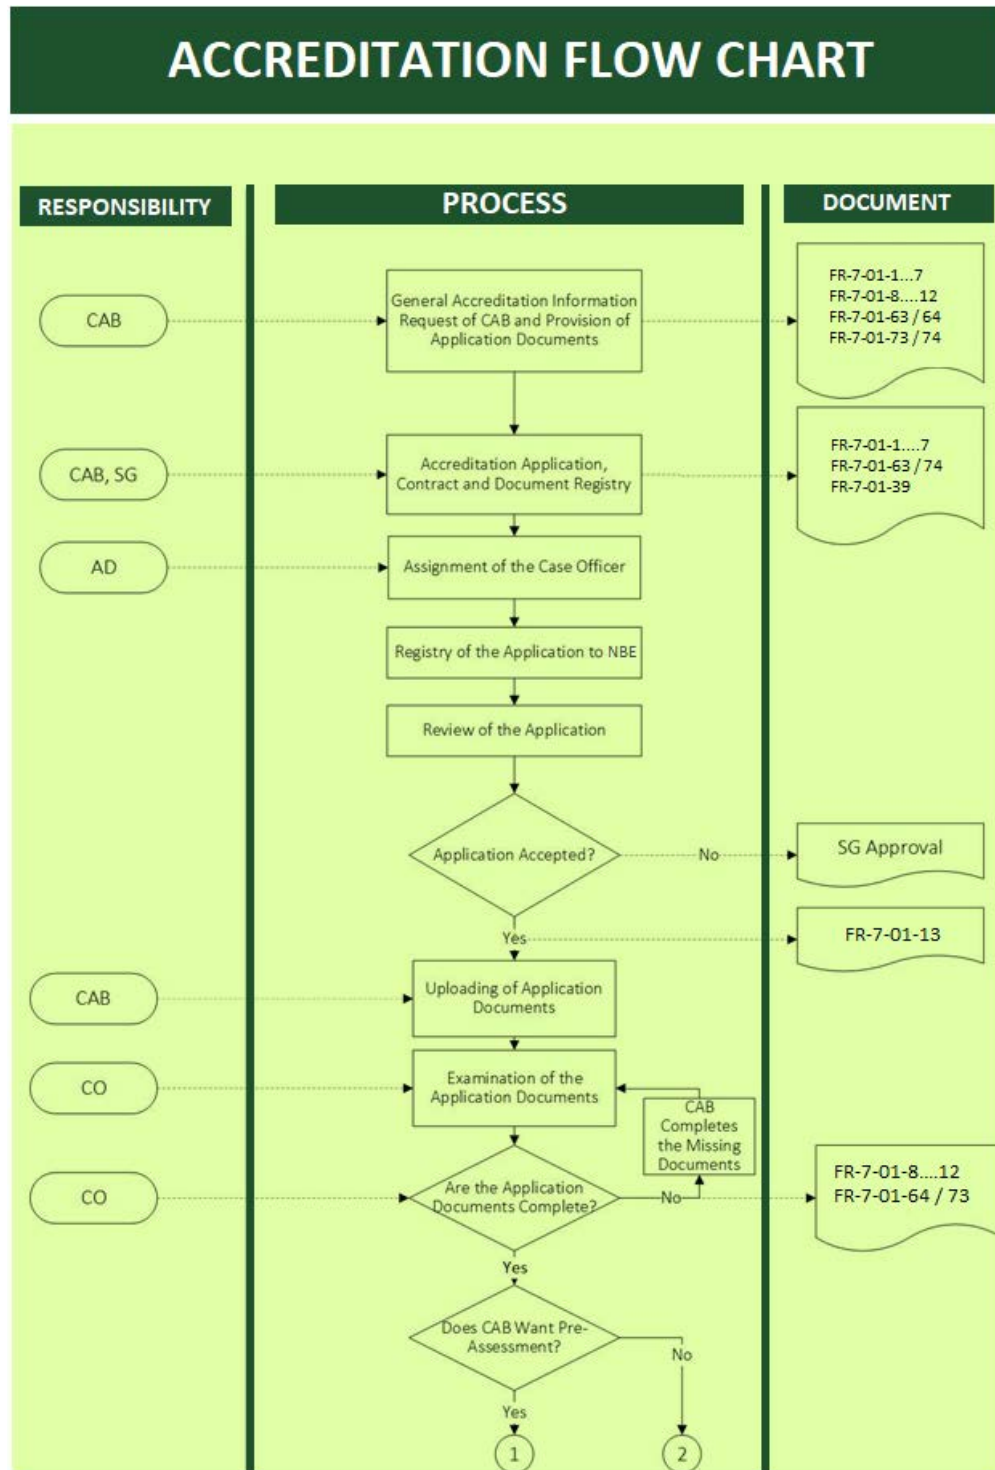 ACCREDITATION FLOW CHART
RESPONSIBILITY
PROCESS
DOCUMENT
CAB
General Accreditation Information
Request of CAB and Provision of
Application Documents
FR-7-01-1...7
FR-7-01-8....12
FR-7-01-63 / 64
FR-7-01-73 / 74
CAB, SG
Accreditation Application,
Contract and Document Registry
FR-7-01-1....7
FR-7-01-63 / 74
FR-7-01-39
AD
Assignment of the Case Officer
Registry of the Application to NBE
Review of the Application
Application Accepted?
No
SG Approval
Yes
FR-7-01-13
CAB
Uploading of Application
Documents
CO
Examination of the
Application Documents
CAB
Completes
the Missing
Documents
CO
Are the Application
Documents Complete?
No
FR-7-01-8....12
FR-7-01-64 / 73
Yes
Does CAB Want Pre-
Assessment?
No
Yes
1
2